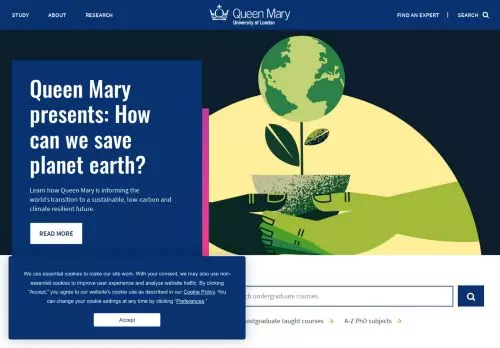 STUDY ABOUT RESEARCH Queen Mary FIND AN EXPERT SEARCH
University of London
Queen Mary
presents: How
can we save
planet earth?
Learn how Queen Mary is informing the
world's transition to a sustainable, low-carbon and
climate resilient future.
READ MORE
We use essential cookies to make our site work. With your consent, we may also use non-
essential cookies to improve user experience and analyze website traffic. By clicking
"Accept," you agree to our website's cookie use as described in our Cookie Policy. You
can change your cookie settings at any time by clicking "Preferences."
Accept
undergraduate courses
postgraduate taught courses A-Z PhD subjects